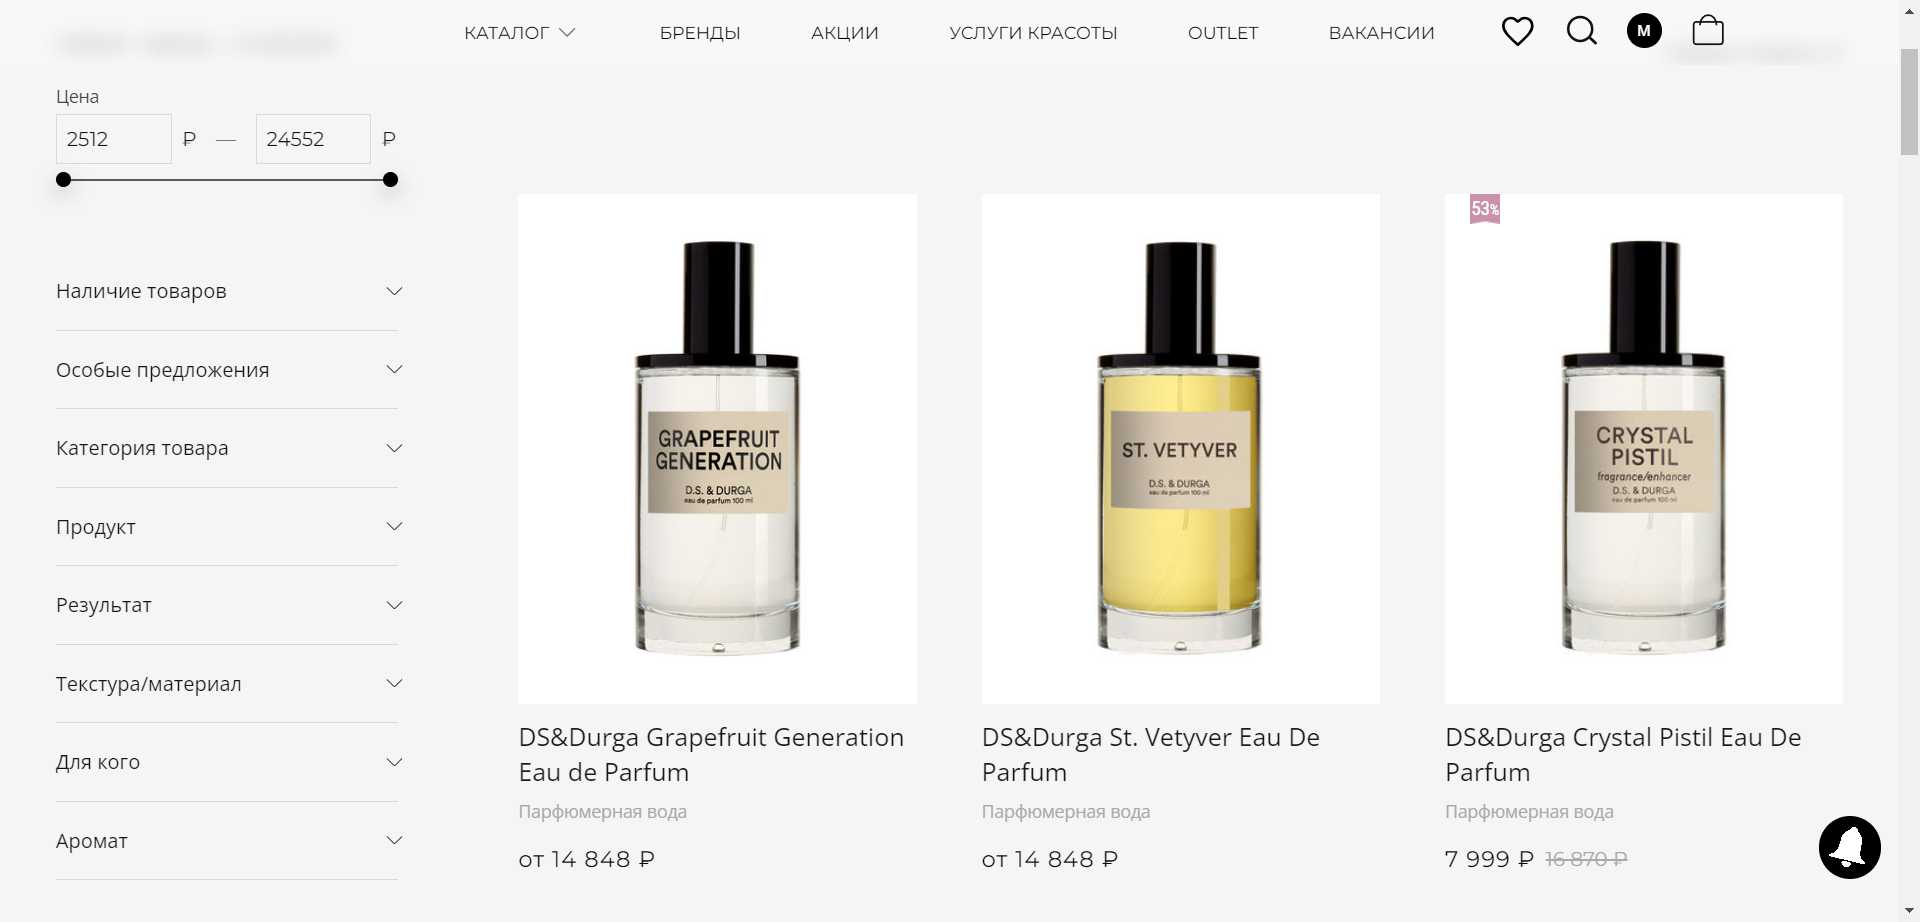 КАТАЛОГ БРЕНДЫ АКЦИИ УСЛУГИ КРАСОТЫ OUTLET ВАКАНСИИ M
Цена
2512 ₽ — 24552 ₽
Наличие товаров
Особые предложения
Категория товара
Продукт
Результат
Текстура/материал
Для кого
Аромат
GRAPEFRUIT
GENERATION
D.S. & DURGA
eau de parfum 100 ml
DS&Durga Grapefruit Generation
Eau de Parfum
Парфюмерная вода
от 14 848 ₽
ST. VETYVER
D.S. & DURGA
eau de parfum 100 ml
DS&Durga St. Vetyver Eau De
Parfum
Парфюмерная вода
от 14 848 ₽
53%
CRYSTAL
PISTIL
fragrance/enhancer
D.S. & DURGA
eau de parfum 100 ml
DS&Durga Crystal Pistil Eau De
Parfum
Парфюмерная вода
7 999 ₽ 16 870 ₽